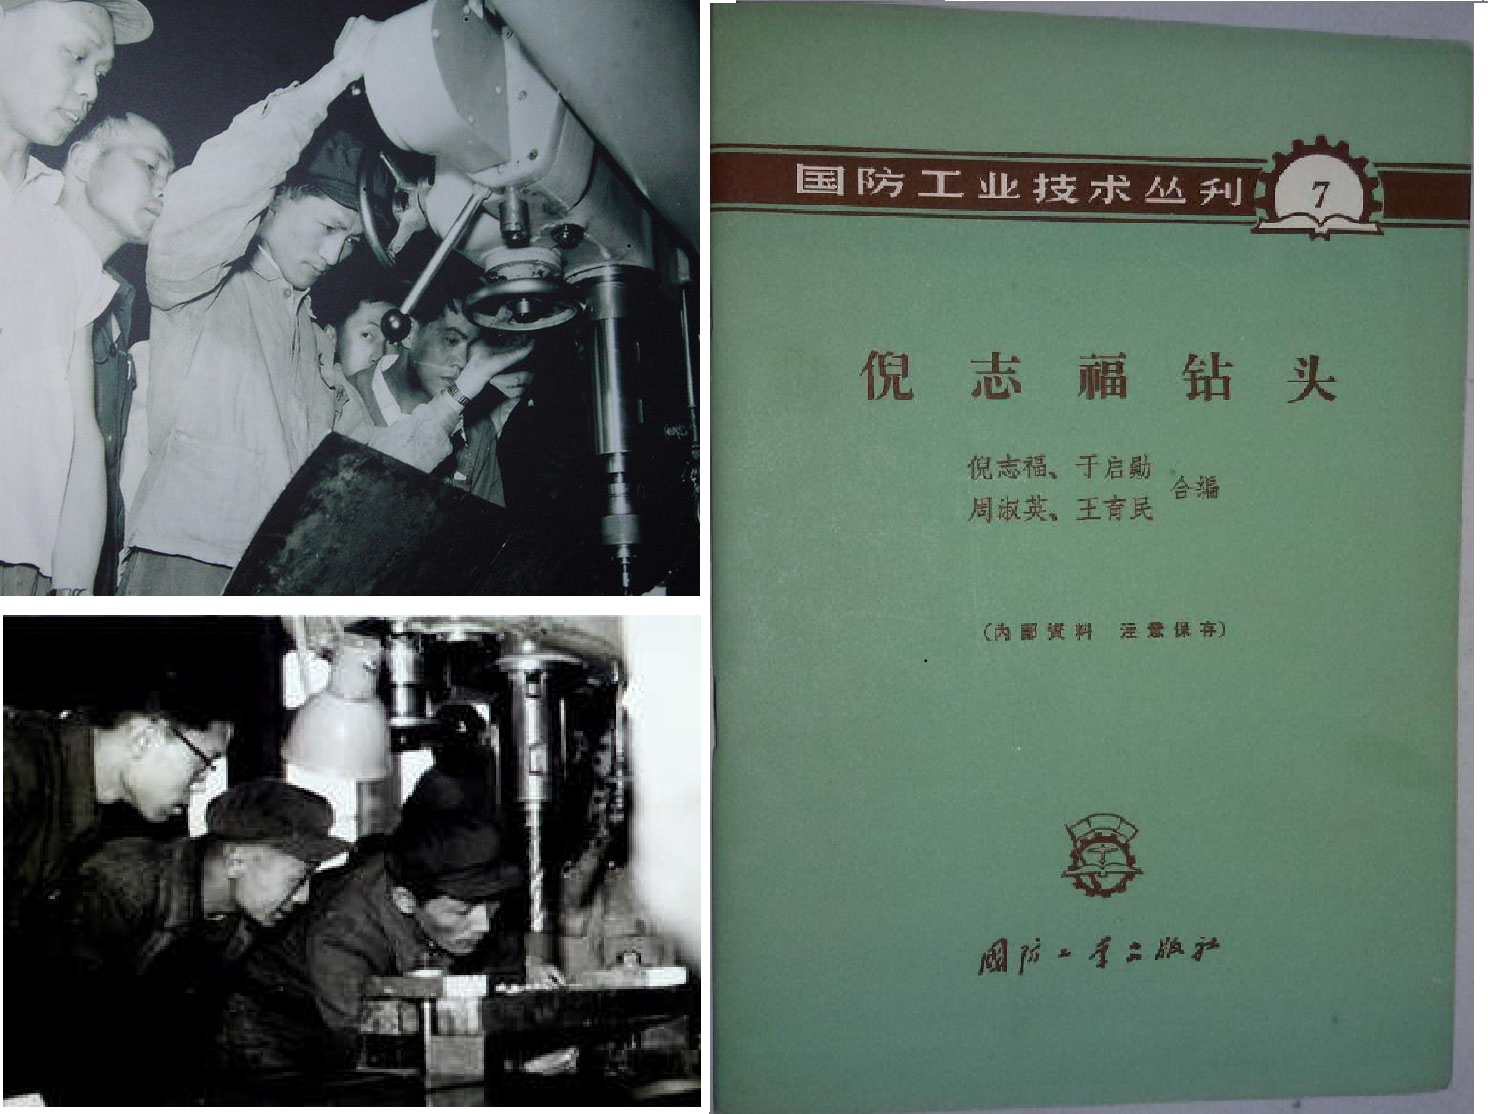 国防工业技术丛刊
7
倪志福钻头
倪志福、于启勋
周淑英、王育民
合编
(内部资料 注意保存)
國防工業出版社